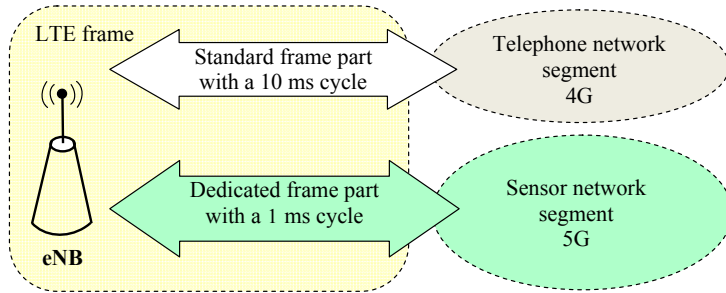 LTE frame
Standard frame part
with a 10 ms cycle
Telephone network
segment
4G
Dedicated frame part
with a 1 ms cycle
Sensor network
segment
5G
eNB